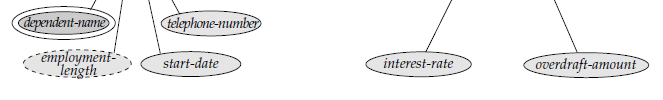 dependent-name
telephone-number
employment-
length
start-date
interest-rate
overdraft-amount